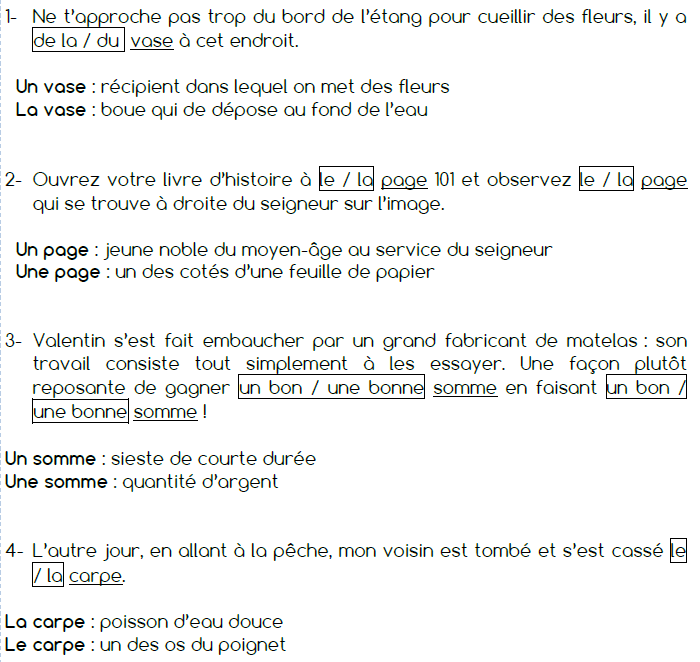 1- Ne t'approche pas trop du bord de l'étang pour cueillir des fleurs, il y a
de la / du vase à cet endroit.
Un vase : récipient dans lequel on met des fleurs
La vase : boue qui de dépose au fond de l'eau
2- Ouvrez votre livre d'histoire à le / la page 101 et observez le / la page
qui se trouve à droite du seigneur sur l'image.
Un page : jeune noble du moyen-âge au service du seigneur
Une page : un des cotés d'une feuille de papier
3- Valentin s'est fait embaucher par un grand fabricant de matelas : son
travail consiste tout simplement à les essayer. Une façon plutôt
reposante de gagner un bon / une bonne somme en faisant un bon /
une bonne somme !
Un somme : sieste de courte durée
Une somme : quantité d'argent
4- L'autre jour, en allant à la pêche, mon voisin est tombé et s'est cassé le
/ la carpe.
La carpe : poisson d'eau douce
Le carpe : un des os du poignet